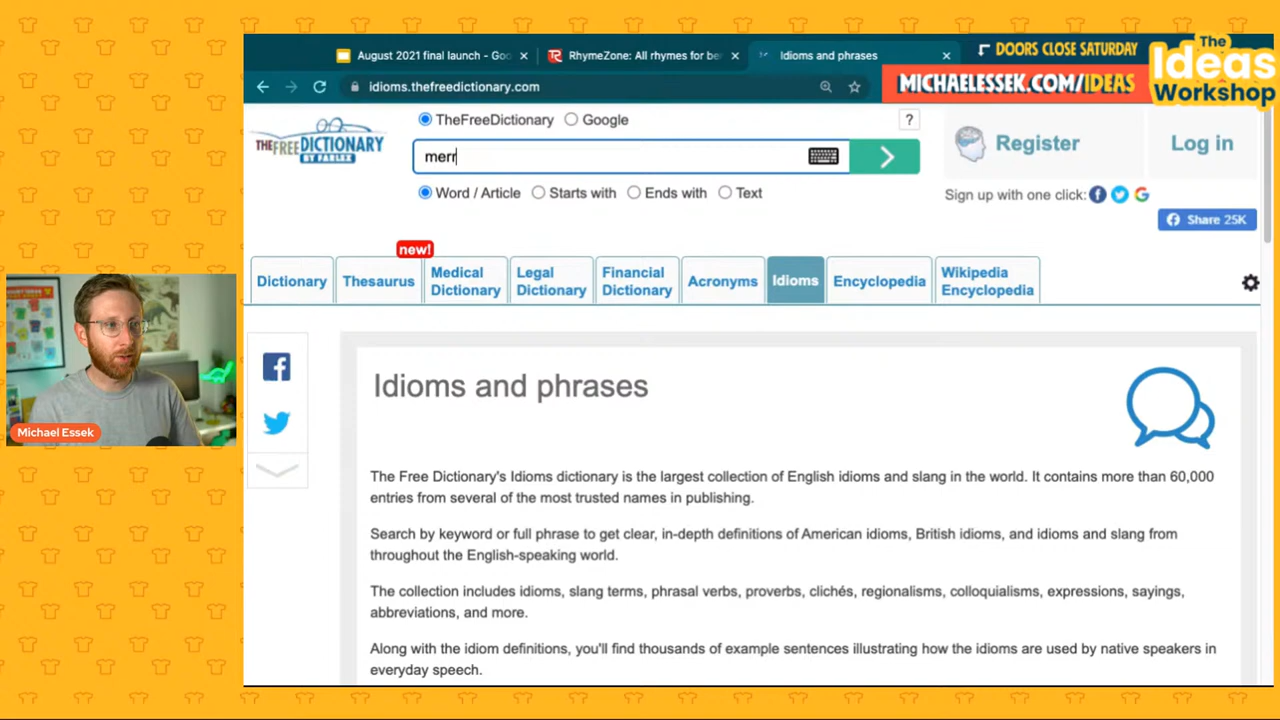 August 2021 final launch - Goo
RhymeZone: All rhymes for be
Idioms and phrases
DOORS CLOSE SATURDAY
MICHAELESSEK.COM/IDEAS
The
Ideas
Workshop
idioms.thefreedictionary.com
THE FREE DICTIONARY
BY FARLEX
TheFreeDictionary
Google
?
merr
Word / Article
Starts with
Ends with
Text
Register
Log in
Sign up with one click:
Share 25K
new!
Dictionary
Thesaurus
Medical
Dictionary
Legal
Dictionary
Financial
Dictionary
Acronyms
Idioms
Encyclopedia
Wikipedia
Encyclopedia
Michael Essek
Idioms and phrases
The Free Dictionary's Idioms dictionary is the largest collection of English idioms and slang in the world. It contains more than 60,000
entries from several of the most trusted names in publishing.
Search by keyword or full phrase to get clear, in-depth definitions of American idioms, British idioms, and idioms and slang from
throughout the English-speaking world.
The collection includes idioms, slang terms, phrasal verbs, proverbs, clichés, regionalisms, colloquialisms, expressions, sayings,
abbreviations, and more.
Along with the idiom definitions, you'll find thousands of example sentences illustrating how the idioms are used by native speakers in
everyday speech.